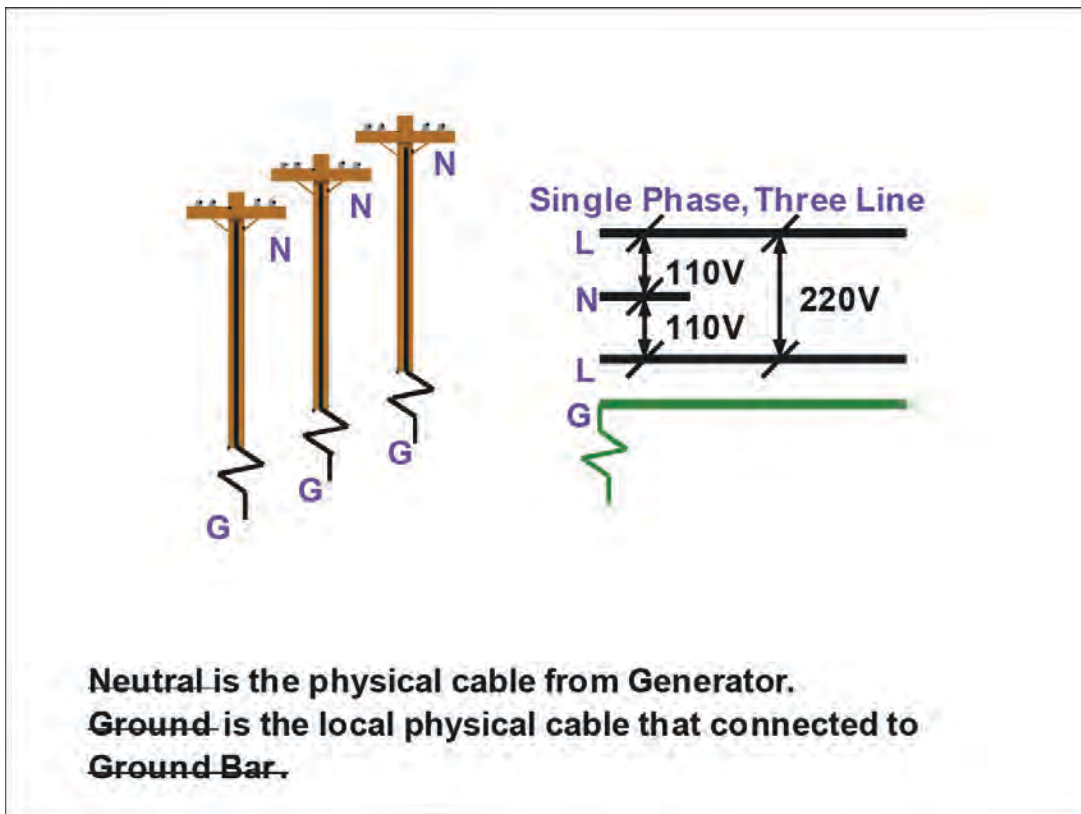 N
N
N
G
G
G
Single Phase, Three Line
L
110V
N
220V
110V
L
G
Neutral is the physical cable from Generator.
Ground is the local physical cable that connected to
Ground Bar.